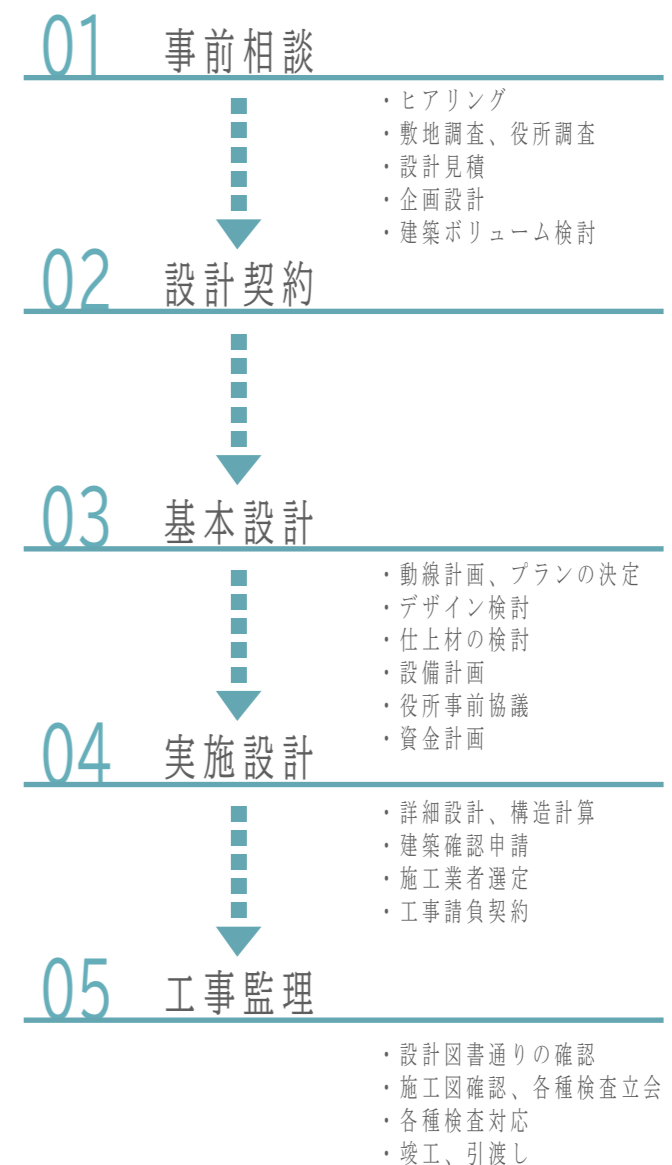 01 事前相談
・ヒアリング
・敷地調査、役所調査
・設計見積
・企画設計
・建築ボリューム検討
02 設計契約
03 基本設計
・動線計画、プランの決定
・デザイン検討
・仕上材の検討
・設備計画
・役所事前協議
・資金計画
04 実施設計
・詳細設計、構造計算
・建築確認申請
・施工業者選定
・工事請負契約
05 工事監理
・設計図書通りの確認
・施工図確認、各種検査立会
・各種検査対応
・竣工、引渡し